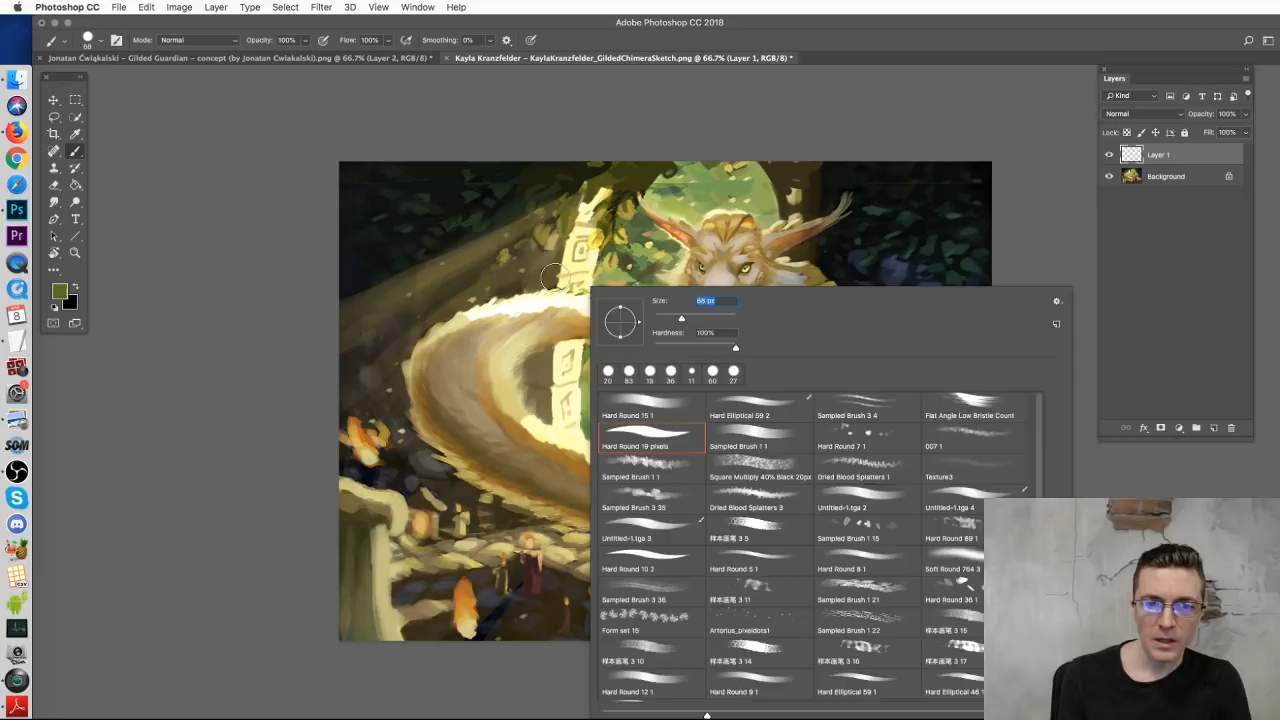 Photoshop CC File Edit Image Layer Type Select Filter 3D View Window Help
Adobe Photoshop CC 2018
68 Mode: Normal Opacity: 100% Flow: 100% Smoothing: 0%
Jonatan Ćwiąkalski – Gilded Guardian – concept (by Jonatan Cwiakalski).png @ 66.7% (Layer 2, RGB/8) *
Kayla Kranzfelder – KaylaKranzfelder_GildedChimeraSketch.png @ 66.7% (Layer 1, RGB/8) *
Layers
Kind
Normal Opacity: 100%
Lock: Fill: 100%
Layer 1
Background
Size: 68 px
Hardness: 100%
20 83 19 36 11 60 27
Hard Round 15 1 Hard Elliptical 59 2 Sampled Brush 3 4 Flat Angle Low Bristle Count
Hard Round 19 pixels Sampled Brush 1 1 Hard Round 7 1 007 1
Sampled Brush 1 1 Square Multiply 40% Black 20px Dried Blood Splatters 1 Texture3
Sampled Brush 3 35 Dried Blood Splatters 3 Untitled-1.tga 2 Untitled-1.tga 4
Untitled-1.tga 3 样本画笔 3 5 Sampled Brush 1 15 Hard Round 89 1
Hard Round 10 2 Hard Round 5 1 Hard Round 8 1 Soft Round 764 3
Sampled Brush 3 36 样本画笔 3 11 Sampled Brush 1 21 Hard Round 36 1
Form set 15 Artorius_pixeldots1 Sampled Brush 1 22 样本画笔 3 15
样本画笔 3 10 样本画笔 3 14 样本画笔 3 16 样本画笔 3 17
Hard Round 12 1 Hard Round 9 1 Hard Elliptical 59 1 Hard Elliptical 46
Ps
Pr
8
SQM
CSV